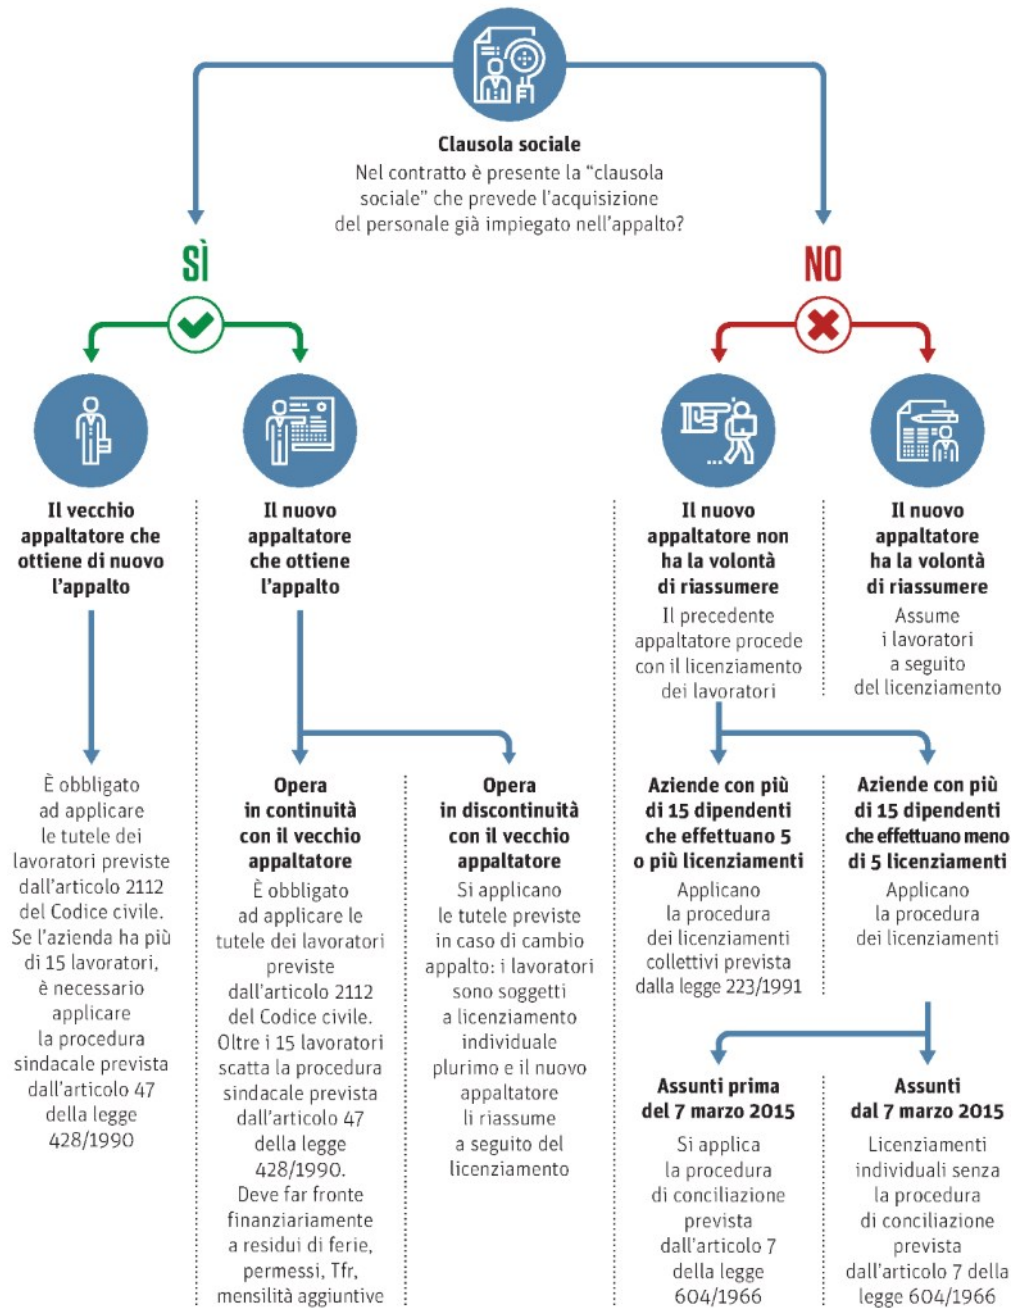 Clausola sociale
Nel contratto è presente la “clausola
sociale” che prevede l’acquisizione
del personale già impiegato nell’appalto?
SÌ
NO
Il vecchio
appaltatore che
ottiene di nuovo
l’appalto
Il nuovo
appaltatore
che ottiene
l’appalto
Il nuovo
appaltatore non
ha la volontà
di riassumere
Il precedente
appaltatore procede
con il licenziamento
dei lavoratori
Il nuovo
appaltatore
ha la volontà
di riassumere
Assume
i lavoratori
a seguito
del licenziamento
È obbligato
ad applicare
le tutele dei
lavoratori previste
dall’articolo 2112
del Codice civile.
Se l’azienda ha più
di 15 lavoratori,
è necessario
applicare
la procedura
sindacale prevista
dall’articolo 47
della legge
428/1990
Opera
in continuità
con il vecchio
appaltatore
È obbligato
ad applicare le
tutele dei lavoratori
previste
dall’articolo 2112
del Codice civile.
Oltre i 15 lavoratori
scatta la procedura
sindacale prevista
dall’articolo 47
della legge
428/1990.
Deve far fronte
finanziariamente
a residui di ferie,
permessi, Tfr,
mensilità aggiuntive
Opera
in discontinuità
con il vecchio
appaltatore
Si applicano
le tutele previste
in caso di cambio
appalto: i lavoratori
sono soggetti
a licenziamento
individuale
plurimo e il nuovo
appaltatore
li riassume
a seguito del
licenziamento
Aziende con più
di 15 dipendenti
che effettuano 5
o più licenziamenti
Applicano
la procedura
dei licenziamenti
collettivi prevista
dalla legge 223/1991
Aziende con più
di 15 dipendenti
che effettuano meno
di 5 licenziamenti
Applicano
la procedura
dei licenziamenti
Assunti prima
del 7 marzo 2015
Si applica
la procedura
di conciliazione
prevista
dall’articolo 7
della legge
604/1966
Assunti
dal 7 marzo 2015
Licenziamenti
individuali senza
la procedura
di conciliazione
prevista
dall’articolo 7 della
legge 604/1966